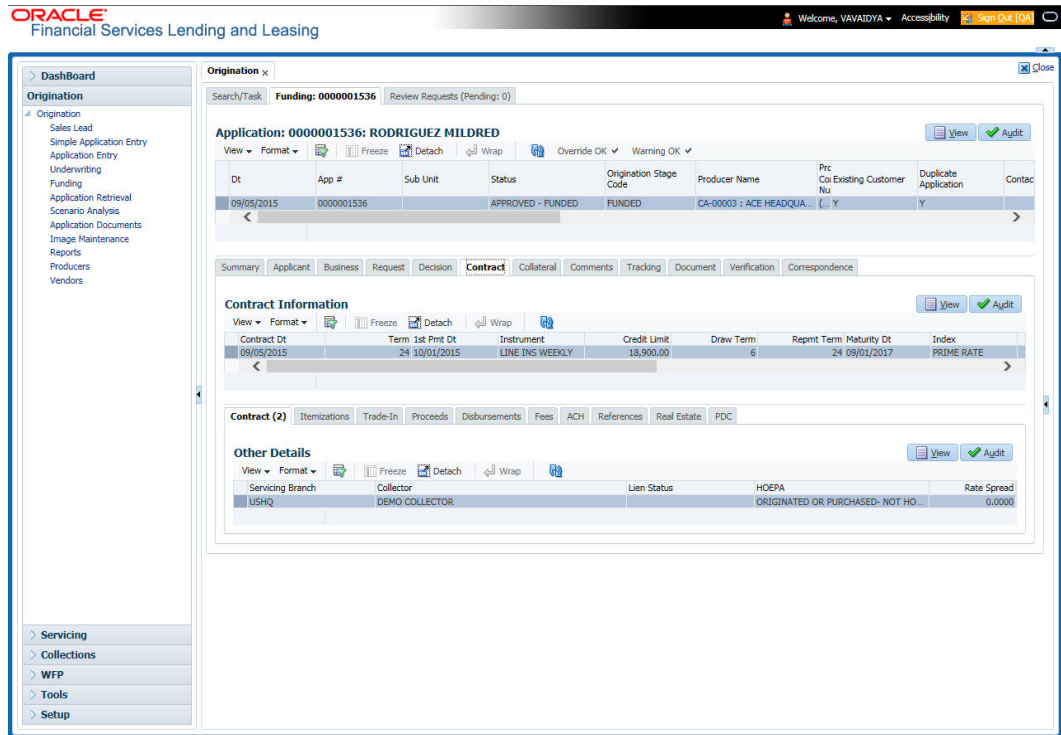 ORACLE
Financial Services Lending and Leasing
Welcome, VAVAIDYA Accessibility Sign Out [QA]
Close
DashBoard
Origination
Origination
Sales Lead
Simple Application Entry
Application Entry
Underwriting
Funding
Application Retrieval
Scenario Analysis
Application Documents
Image Maintenance
Reports
Producers
Vendors
Servicing
Collections
WFP
Tools
Setup
Origination x
Search/Task Funding: 0000001536 Review Requests (Pending: 0)
Application: 0000001536: RODRIGUEZ MILDRED
View Audit
View Format Freeze Detach Wrap Override OK Warning OK
Dt App # Sub Unit Status Origination Stage Code Producer Name Prc Coi Nu Existing Customer Duplicate Application Contac
09/05/2015 0000001536 APPROVED - FUNDED FUNDED CA-00003 : ACE HEADQUA... (... Y Y
Summary Applicant Business Request Decision Contract Collateral Comments Tracking Document Verification Correspondence
Contract Information
View Audit
View Format Freeze Detach Wrap
Contract Dt Term 1st Pmt Dt Instrument Credit Limit Draw Term Repmt Term Maturity Dt Index
09/05/2015 24 10/01/2015 LINE INS WEEKLY 18,900.00 6 24 09/01/2017 PRIME RATE
Contract (2) Itemizations Trade-In Proceeds Disbursements Fees ACH References Real Estate PDC
Other Details
View Audit
View Format Freeze Detach Wrap
Servicing Branch Collector Lien Status HOEPA Rate Spread
USHQ DEMO COLLECTOR ORIGINATED OR PURCHASED- NOT HO... 0.0000